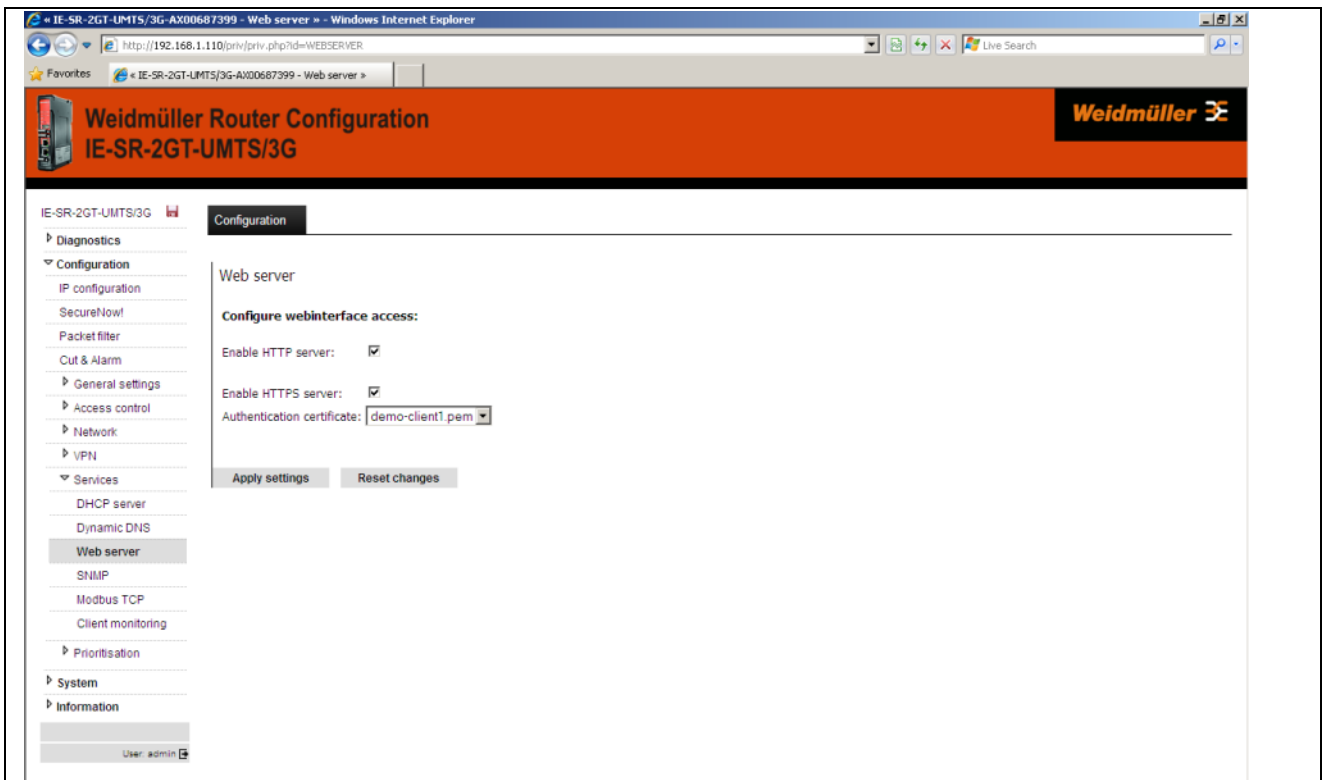 « IE-SR-2GT-UMTS/3G-AX00687399 - Web server » - Windows Internet Explorer
http://192.168.1.110/priv/priv.php?id=WEBSERVER
Live Search
Favorites
« IE-SR-2GT-UMTS/3G-AX00687399 - Web server »
Weidmüller Router Configuration
IE-SR-2GT-UMTS/3G
Weidmüller
IE-SR-2GT-UMTS/3G
Configuration
Diagnostics
Configuration
IP configuration
SecureNow!
Packet filter
Cut & Alarm
General settings
Access control
Network
VPN
Services
DHCP server
Dynamic DNS
Web server
SNMP
Modbus TCP
Client monitoring
Prioritisation
System
Information
User: admin
Web server
Configure webinterface access:
Enable HTTP server:
Enable HTTPS server:
Authentication certificate: demo-client1.pem
Apply settings Reset changes